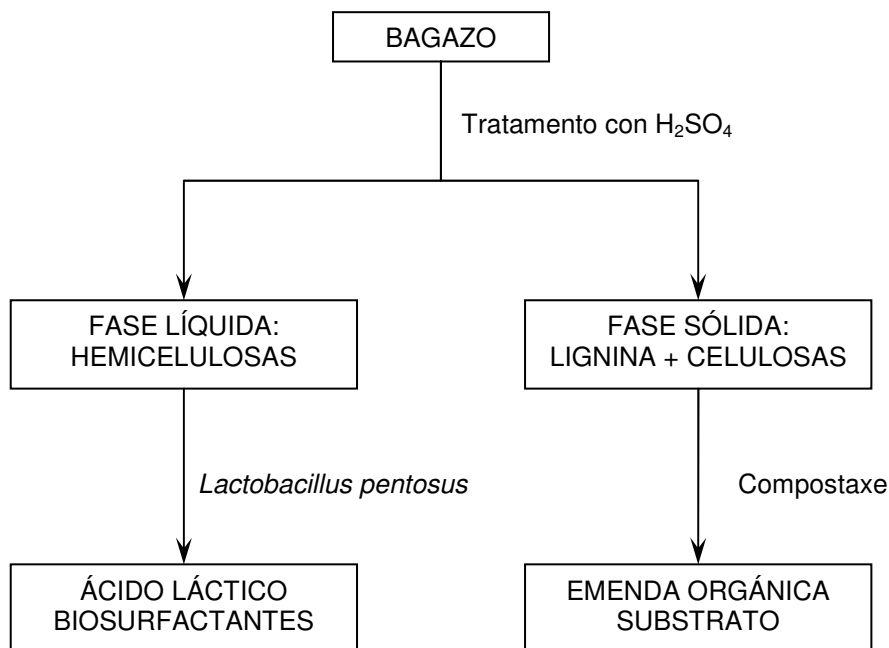 BAGAZO
Tratamento con H₂SO₄
FASE LÍQUIDA:
HEMICELULOSAS
FASE SÓLIDA:
LIGNINA + CELULOSAS
Lactobacillus pentosus
Compostaxe
ÁCIDO LÁCTICO
BIOSURFACTANTES
EMENDA ORGÁNICA
SUBSTRATO